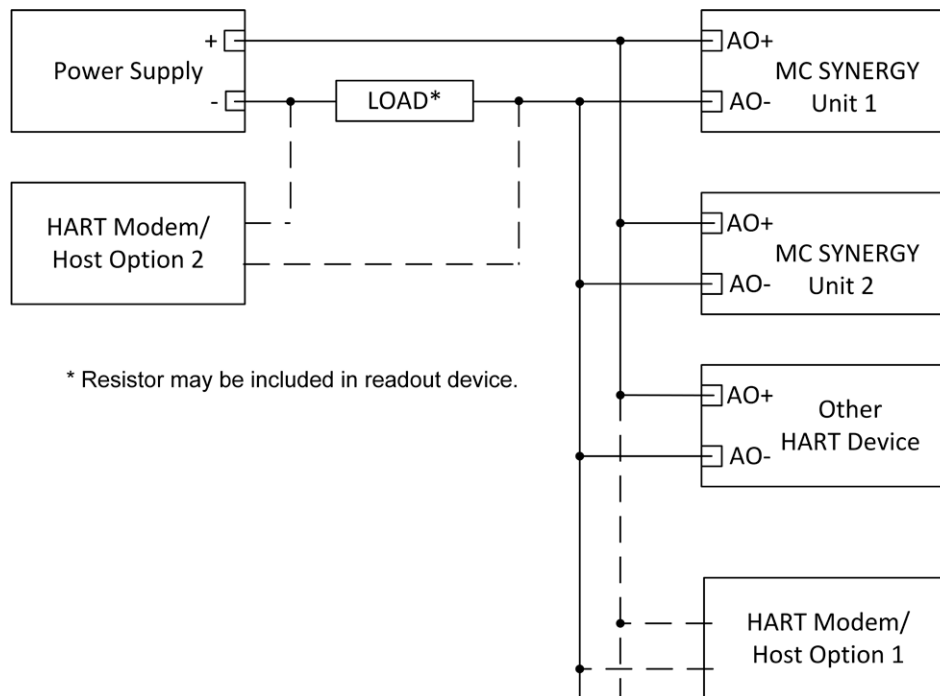 +
Power Supply
-
LOAD*
AO+
MC SYNERGY
Unit 1
AO-
HART Modem/
Host Option 2
AO+
MC SYNERGY
Unit 2
AO-
* Resistor may be included in readout device.
AO+
Other
HART Device
AO-
HART Modem/
Host Option 1